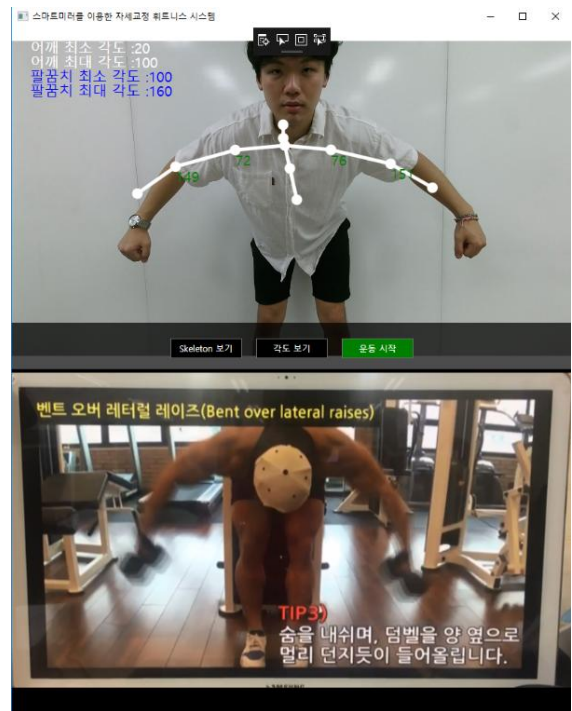 스마트미러를 이용한 자세교정 휘트니스 시스템
어깨 최소 각도 :20
어깨 최대 각도 :100
팔꿈치 최소 각도 :100
팔꿈치 최대 각도 :160
72
76
Skeleton 보기
각도 보기
운동 시작
벤트 오버 레터럴 레이즈(Bent over lateral raises)
TIP3)
숨을 내쉬며, 덤벨을 양 옆으로
멀리 던지듯이 들어올립니다.